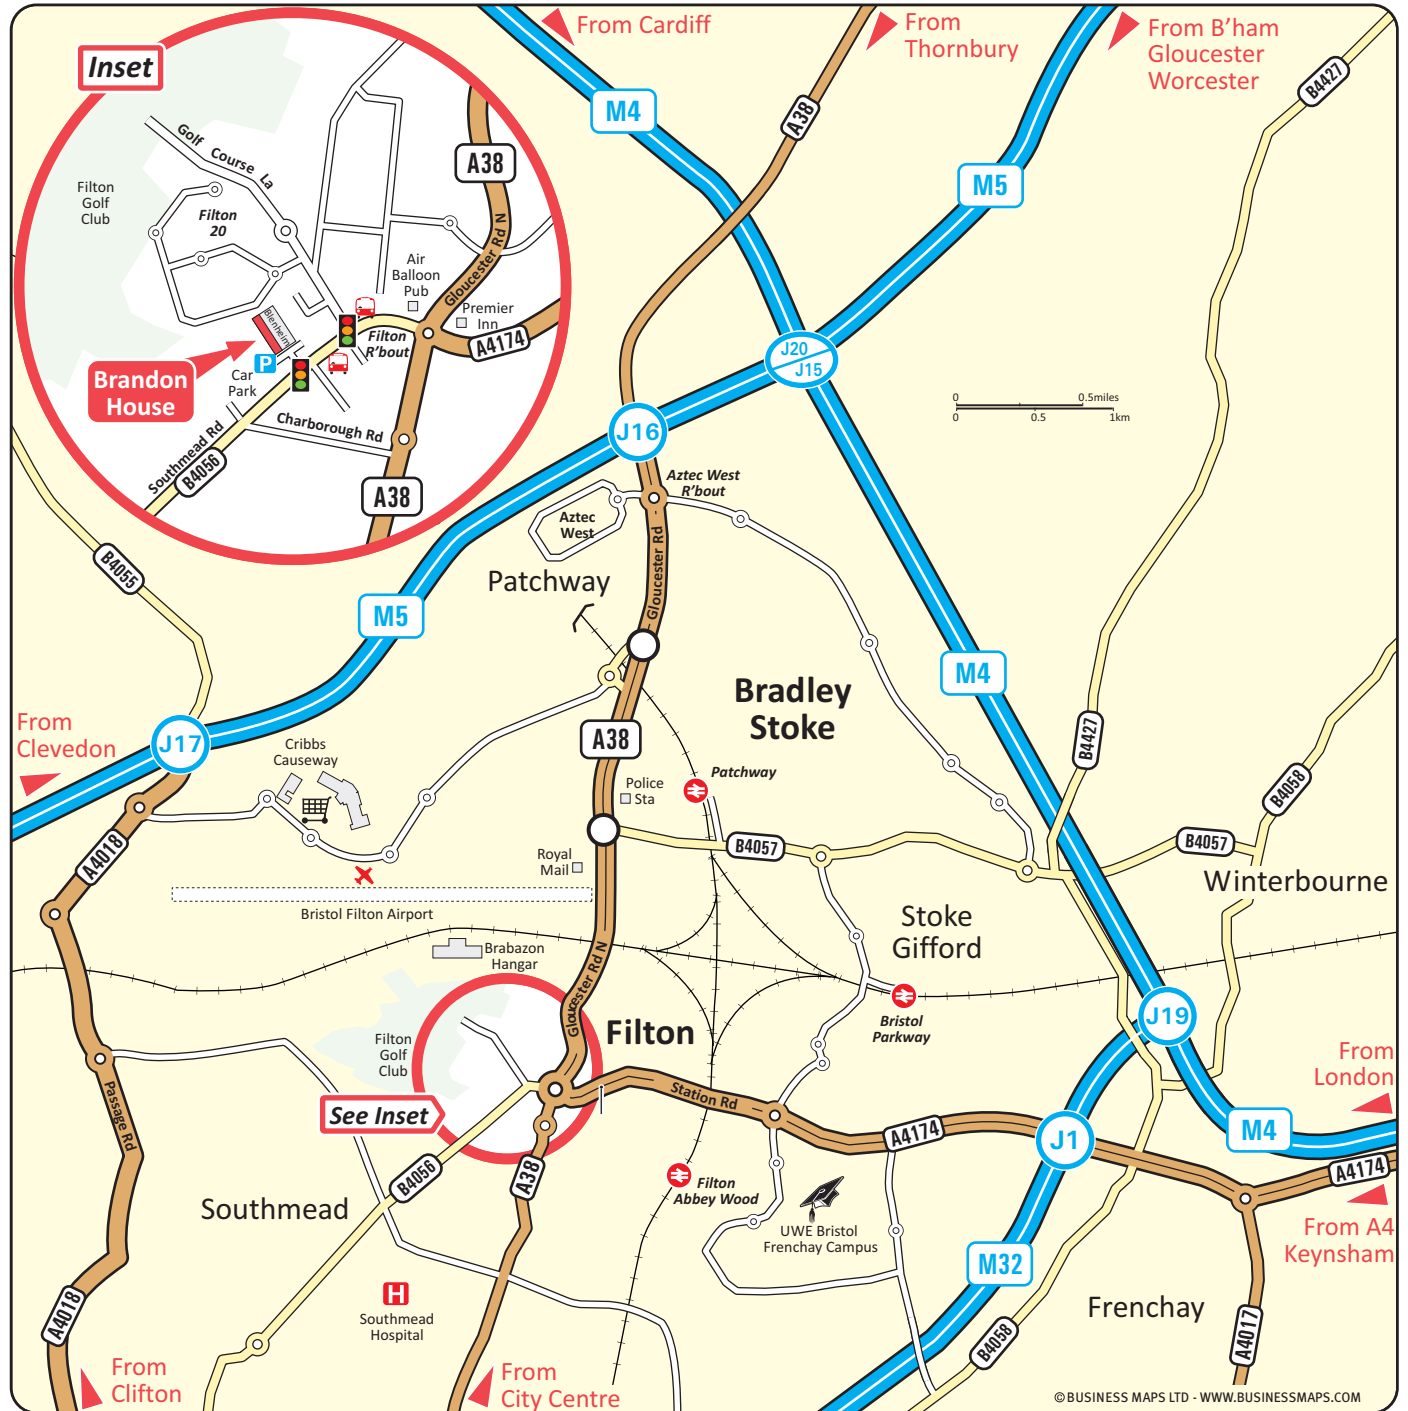 From Cardiff
From
Thornbury
From B'ham
Gloucester
Worcester
Inset
M4
A38
B4427
M5
A38
Golf Course La
Filton
Golf
Club
Filton
20
Gloucester Rd N
Air
Balloon
Pub
Premier
Inn
Blenheim
Filton
R'bout
A4174
P
Car
Park
Brandon
House
Charborough Rd
Southmead Rd
B4056
A38
J20
J15
0
0.5miles
0
0.5
1km
J16
Aztec West
R'bout
Aztec
West
Gloucester Rd
B4055
Patchway
M5
M4
Bradley
Stoke
From
Clevedon
J17
Cribbs
Causeway
A38
B4427
Patchway
Police
Sta
B4058
A4018
B4057
B4057
Royal
Mail
Winterbourne
Bristol Filton Airport
Stoke
Gifford
Brabazon
Hangar
Gloucester Rd N
J19
Bristol
Parkway
Filton
Filton
Golf
Club
From
London
Station Rd
See Inset
Passage Rd
A4174
J1
M4
A4174
B4056
A38
Filton
Abbey Wood
Southmead
UWE Bristol
Frenchay Campus
From A4
Keynsham
M32
H
Southmead
Hospital
Frenchay
A4018
B4058
A4017
From
Clifton
From
City Centre
©BUSINESS MAPS LTD - WWW.BUSINESSMAPS.COM